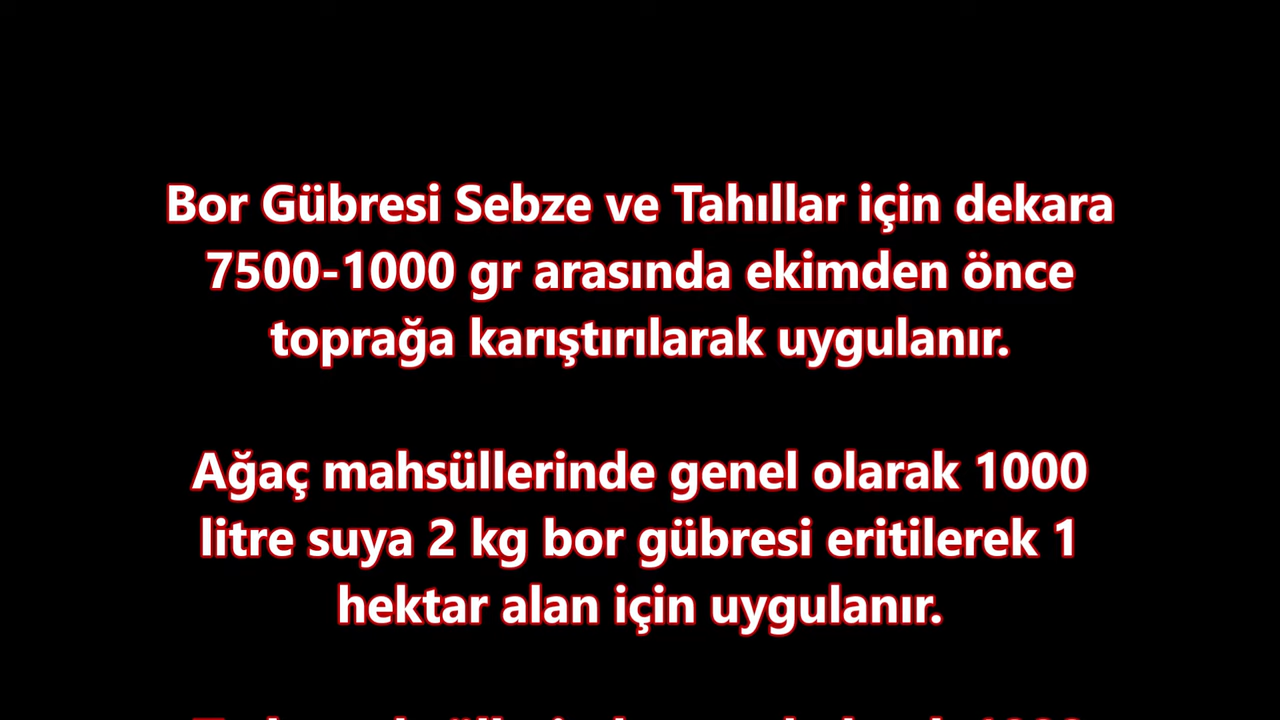 Bor Gübresi Sebze ve Tahıllar için dekara
7500-1000 gr arasında ekimden önce
toprağa karıştırılarak uygulanır.
Ağaç mahsüllerinde genel olarak 1000
litre suya 2 kg bor gübresi eritilerek 1
hektar alan için uygulanır.